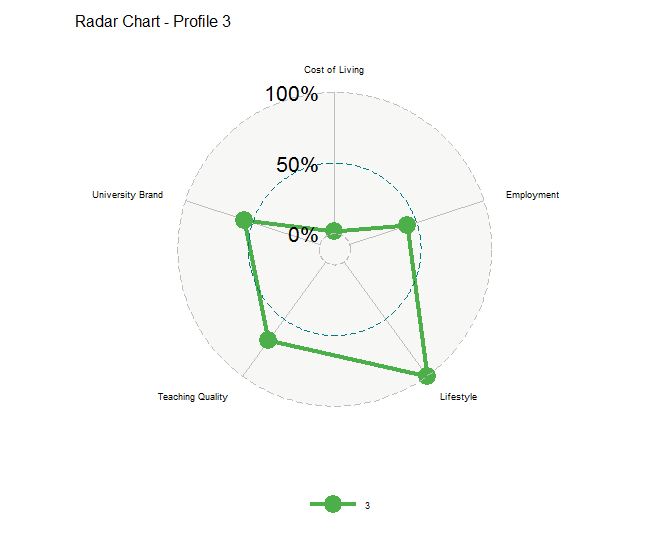 Radar Chart - Profile 3
Cost of Living
100%
50%
University Brand
Employment
0%
Teaching Quality
Lifestyle
3